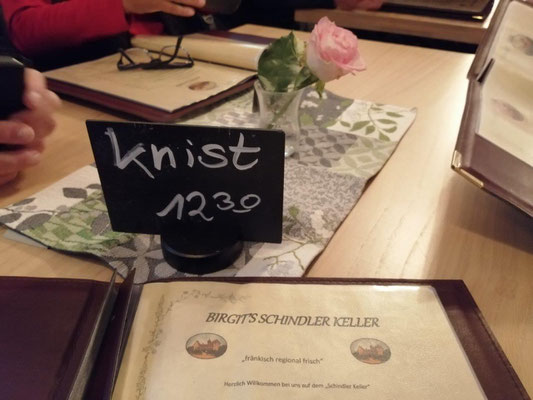 Knist
12³⁰
BIRGIT'S SCHINDLER KELLER
„fränkisch regional frisch"
Herzlich Willkommen bei uns auf dem „Schindler Keller"